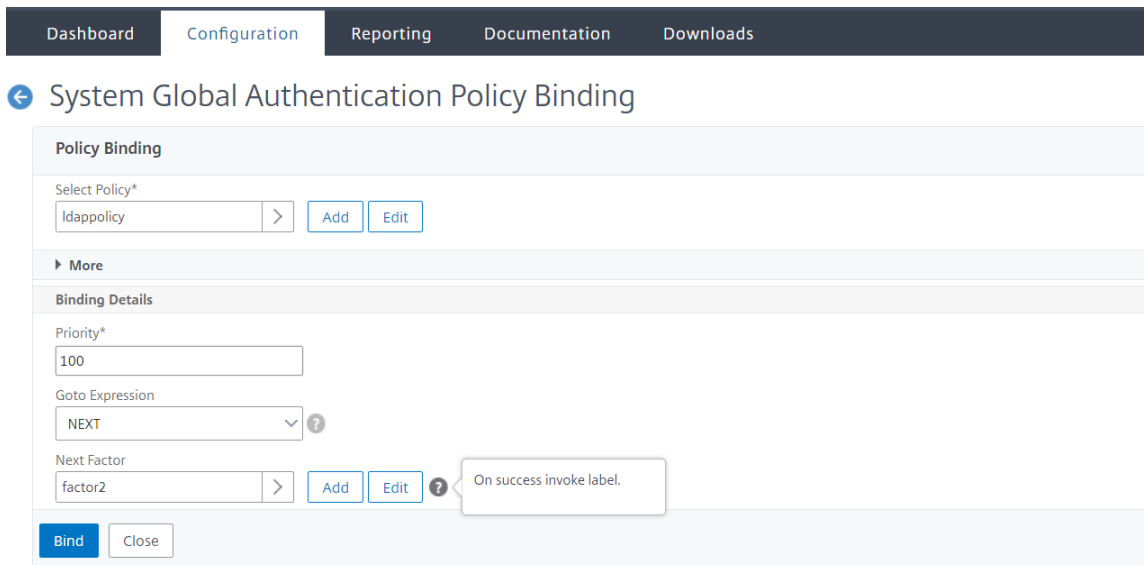 Dashboard Configuration Reporting Documentation Downloads
System Global Authentication Policy Binding
Policy Binding
Select Policy*
ldappolicy Add Edit
More
Binding Details
Priority*
100
Goto Expression
NEXT ?
Next Factor
factor2 Add Edit ? On success invoke label.
Bind Close